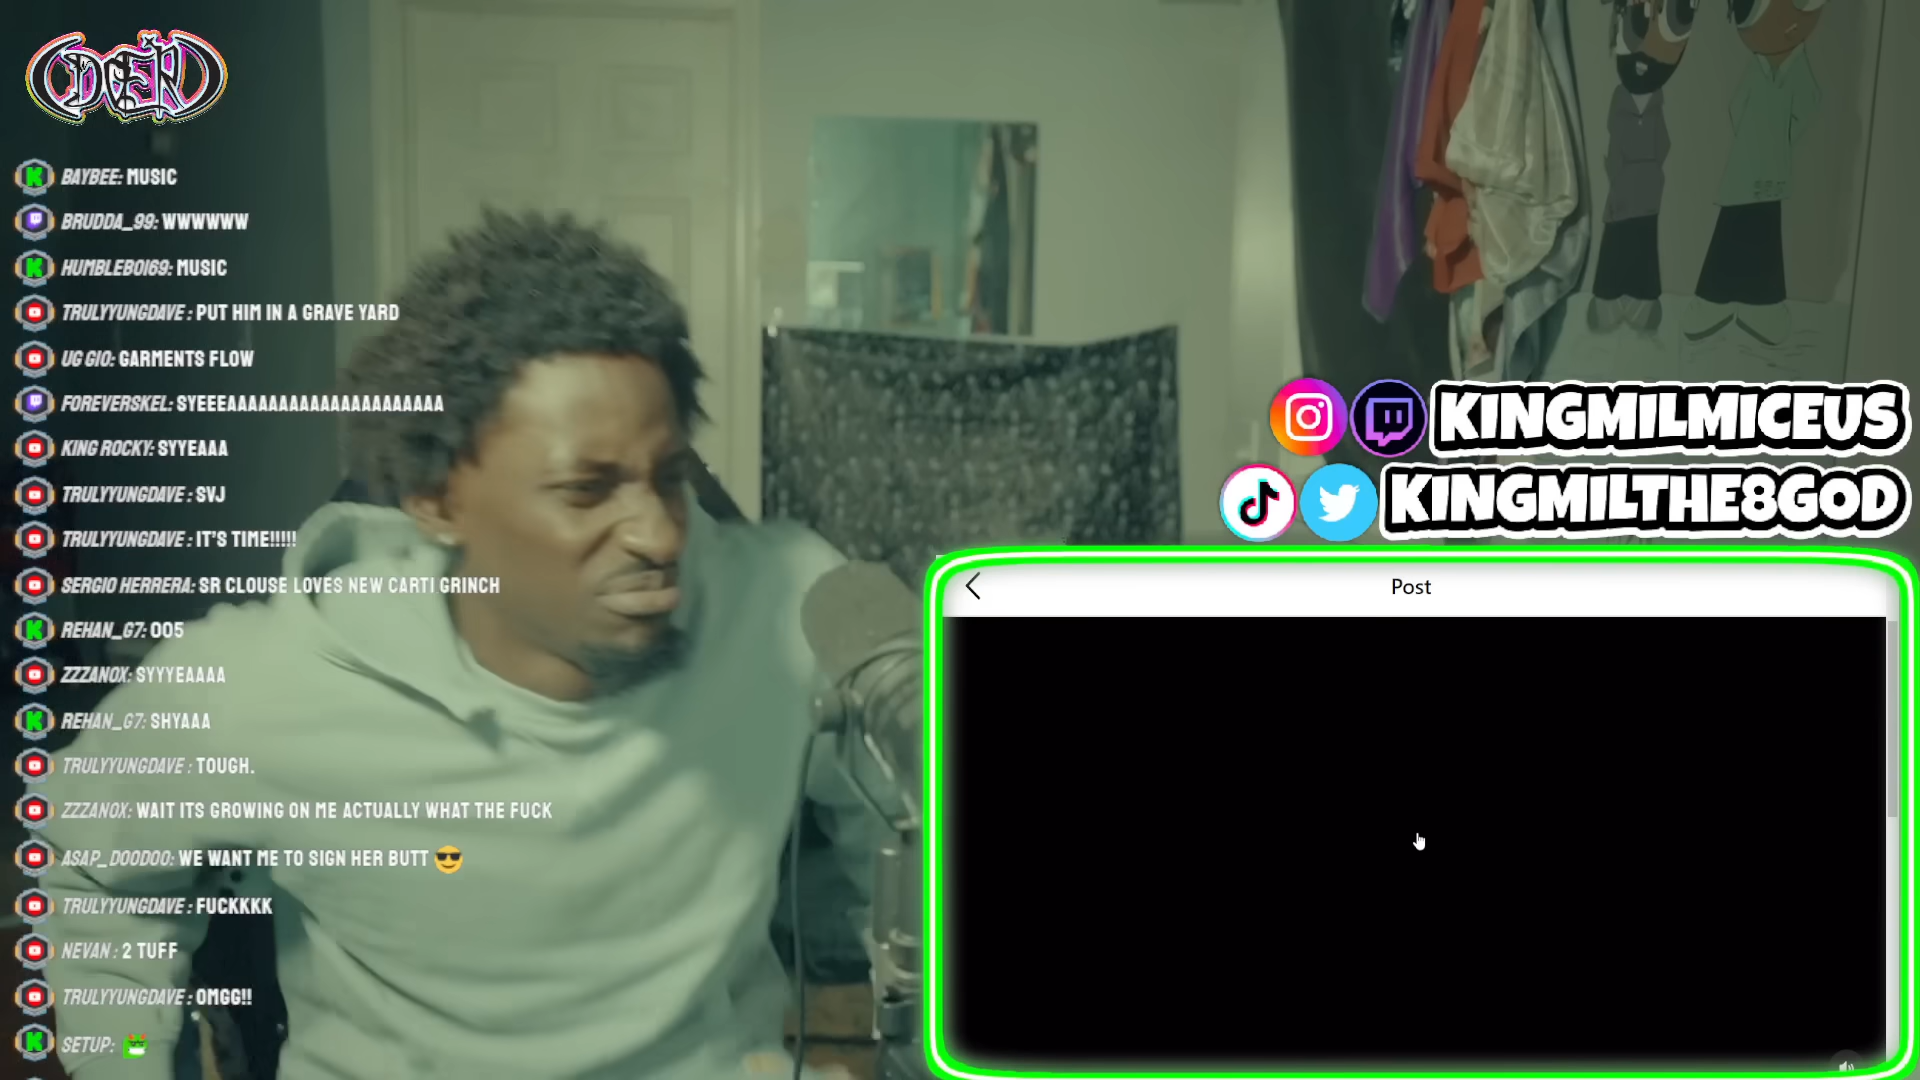 DER
BAYBEE: MUSIC
BRUDDA_99: WWWWWW
HUMBLEBOI69: MUSIC
TRULYYUNGDAVE : PUT HIM IN A GRAVE YARD
UG GIO: GARMENTS FLOW
FOREVERSKEL: SYEEEAAAAAAAAAAAAAAAAAAAAA
KING ROCKY: SYYEAAA
TRULYYUNGDAVE : SVJ
TRULYYUNGDAVE : IT'S TIME!!!!!
SERGIO HERRERA: SR CLOUSE LOVES NEW CARTI GRINCH
REHAN_G7: 005
ZZZANOX: SYYYEAAAA
REHAN_G7: SHYAAA
TRULYYUNGDAVE : TOUGH.
ZZZANOX: WAIT ITS GROWING ON ME ACTUALLY WHAT THE FUCK
ASAP_DOODOO: WE WANT ME TO SIGN HER BUTT 😎
TRULYYUNGDAVE : FUCKKKK
NEVAN : 2 TUFF
TRULYYUNGDAVE : OMGG!!
SETUP:
KINGMILMICEUS
KINGMILTHE8GOD
Post